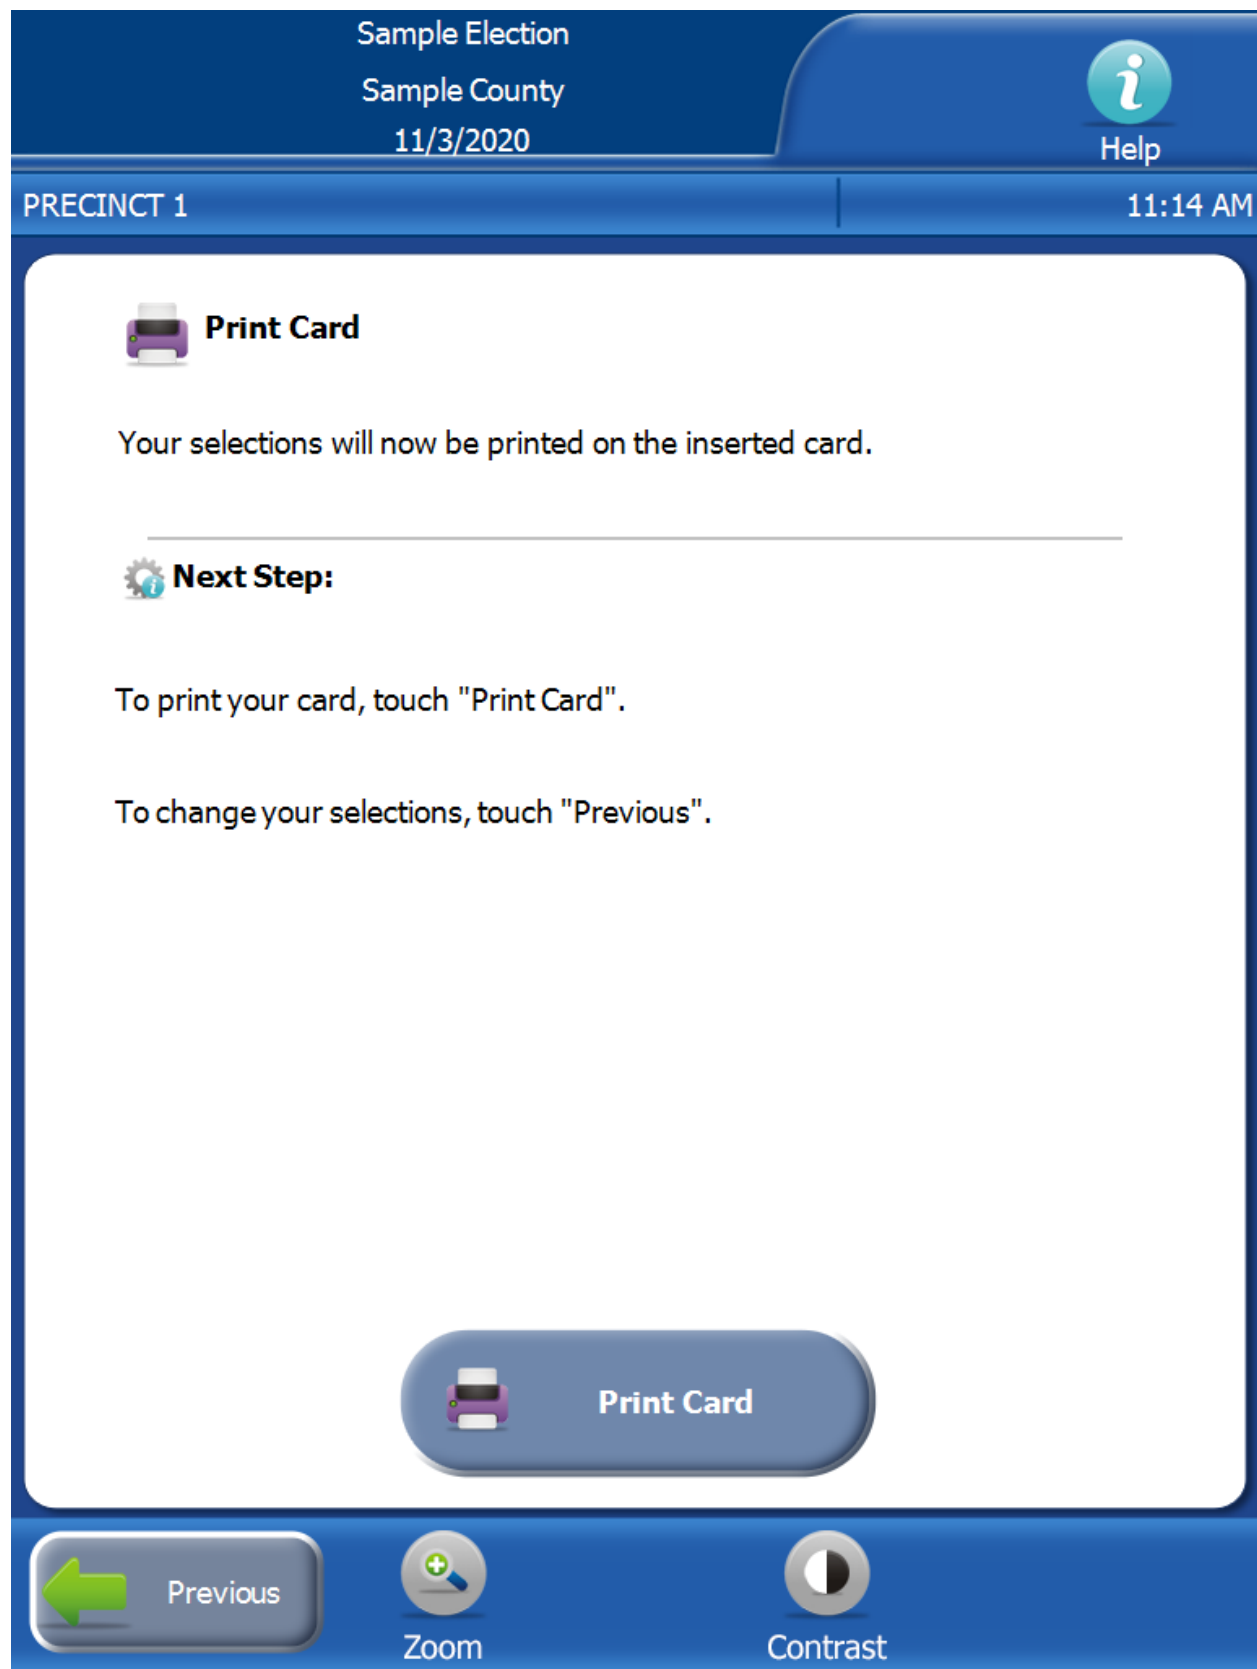 Sample Election
Sample County
11/3/2020
Help
PRECINCT 1
11:14 AM
Print Card
Your selections will now be printed on the inserted card.
Next Step:
To print your card, touch "Print Card".
To change your selections, touch "Previous".
Print Card
Previous
Zoom
Contrast